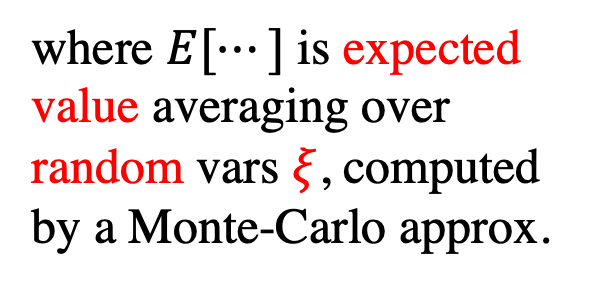 where E[⋯] is expected
value averaging over
random vars ξ, computed
by a Monte-Carlo approx.